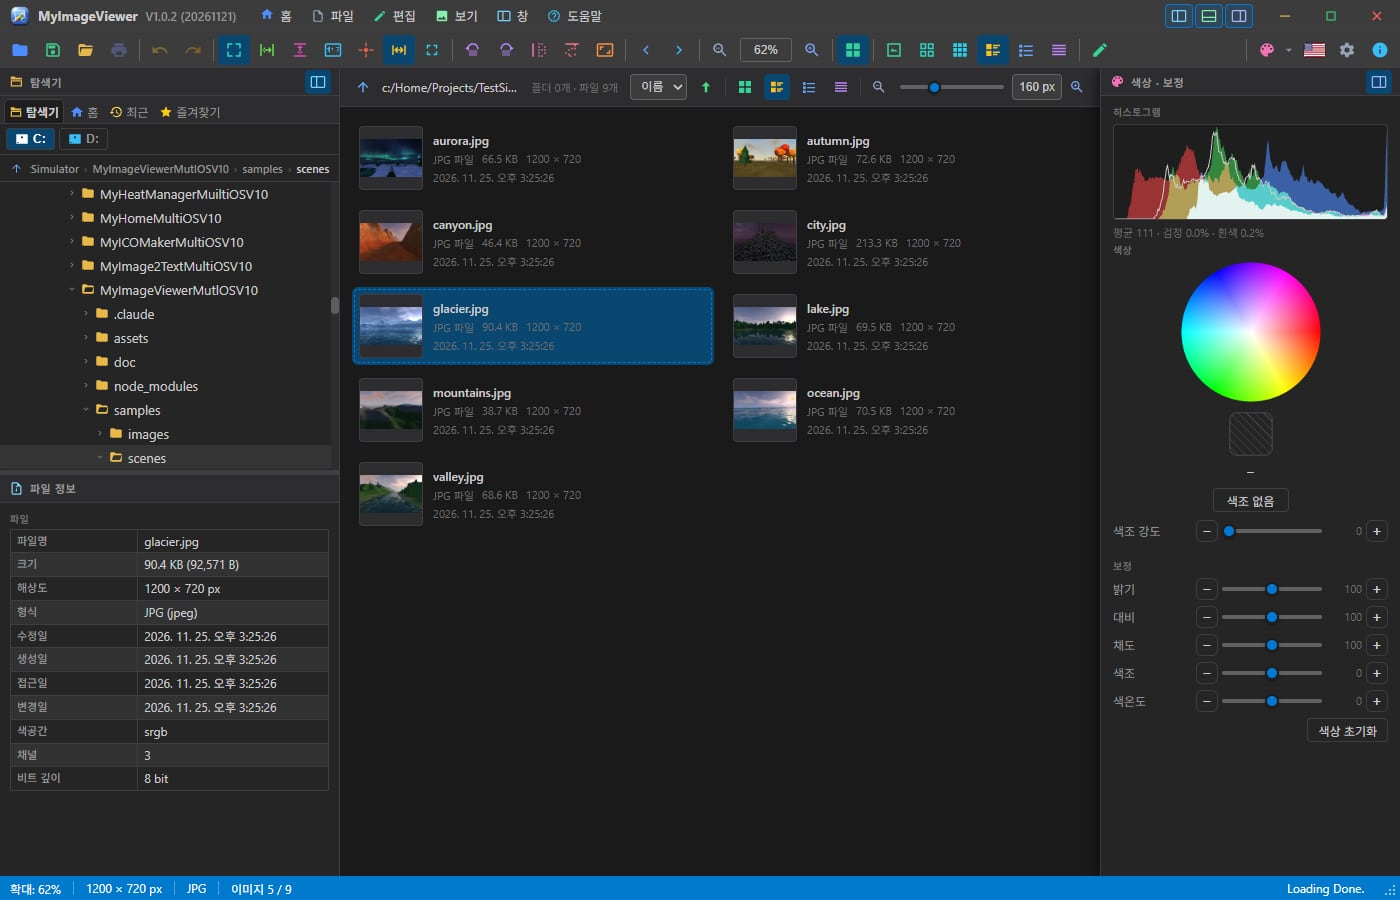 MyImageViewer V1.0.2 (20261121) 홈 파일 편집 보기 창 도움말
62%
탐색기
탐색기 홈 최근 즐겨찾기
C: D:
Simulator › MyImageViewerMutlOSV10 › samples › scenes
MyHeatManagerMuiltiOSV10
MyHomeMultiOSV10
MyICOMakerMultiOSV10
MyImage2TextMultiOSV10
MyImageViewerMutlOSV10
.claude
assets
doc
node_modules
samples
images
scenes
파일 정보
파일
파일명 glacier.jpg
크기 90.4 KB (92,571 B)
해상도 1200 × 720 px
형식 JPG (jpeg)
수정일 2026. 11. 25. 오후 3:25:26
생성일 2026. 11. 25. 오후 3:25:26
접근일 2026. 11. 25. 오후 3:25:26
변경일 2026. 11. 25. 오후 3:25:26
색공간 srgb
채널 3
비트 깊이 8 bit
c:/Home/Projects/TestSi... 폴더 0개 · 파일 9개 이름 160 px
aurora.jpg
JPG 파일 66.5 KB 1200 × 720
2026. 11. 25. 오후 3:25:26
autumn.jpg
JPG 파일 72.6 KB 1200 × 720
2026. 11. 25. 오후 3:25:26
canyon.jpg
JPG 파일 46.4 KB 1200 × 720
2026. 11. 25. 오후 3:25:26
city.jpg
JPG 파일 213.3 KB 1200 × 720
2026. 11. 25. 오후 3:25:26
glacier.jpg
JPG 파일 90.4 KB 1200 × 720
2026. 11. 25. 오후 3:25:26
lake.jpg
JPG 파일 69.5 KB 1200 × 720
2026. 11. 25. 오후 3:25:26
mountains.jpg
JPG 파일 38.7 KB 1200 × 720
2026. 11. 25. 오후 3:25:26
ocean.jpg
JPG 파일 70.5 KB 1200 × 720
2026. 11. 25. 오후 3:25:26
valley.jpg
JPG 파일 68.6 KB 1200 × 720
2026. 11. 25. 오후 3:25:26
색상 · 보정
히스토그램
평균 111 · 검정 0.0% · 흰색 0.2%
색상
–
색조 없음
색조 강도 − 0 +
보정
밝기 − 100 +
대비 − 100 +
채도 − 100 +
색조 − 0 +
색온도 − 0 +
색상 초기화
확대: 62% 1200 × 720 px JPG 이미지 5 / 9 Loading Done.